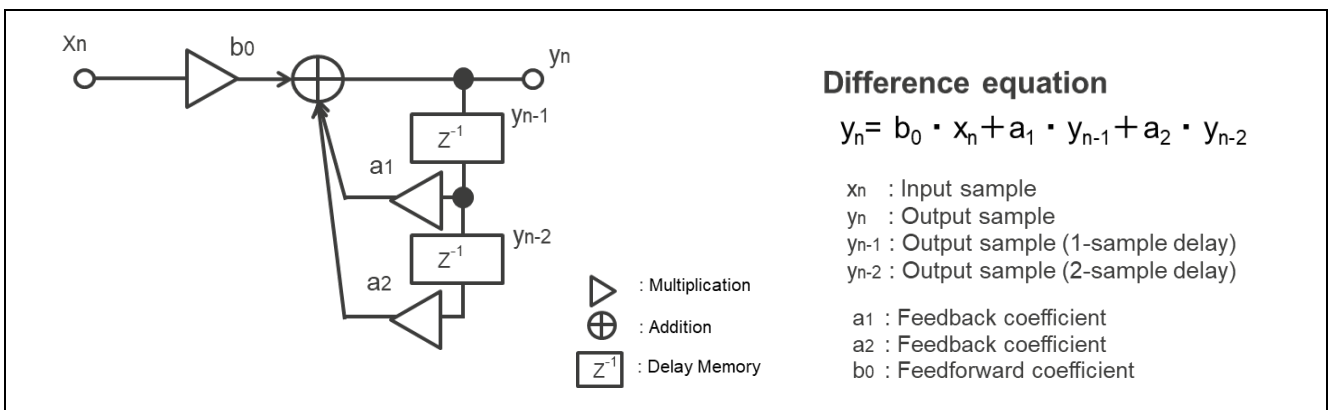 Xn
b0
yn
yn-1
Z⁻¹
a1
yn-2
Z⁻¹
a2
: Multiplication
: Addition
Z⁻¹ : Delay Memory
Difference equation
yn= b0・xn+a1・yn-1+a2・yn-2
xn : Input sample
yn : Output sample
yn-1 : Output sample (1-sample delay)
yn-2 : Output sample (2-sample delay)
a1 : Feedback coefficient
a2 : Feedback coefficient
b0 : Feedforward coefficient